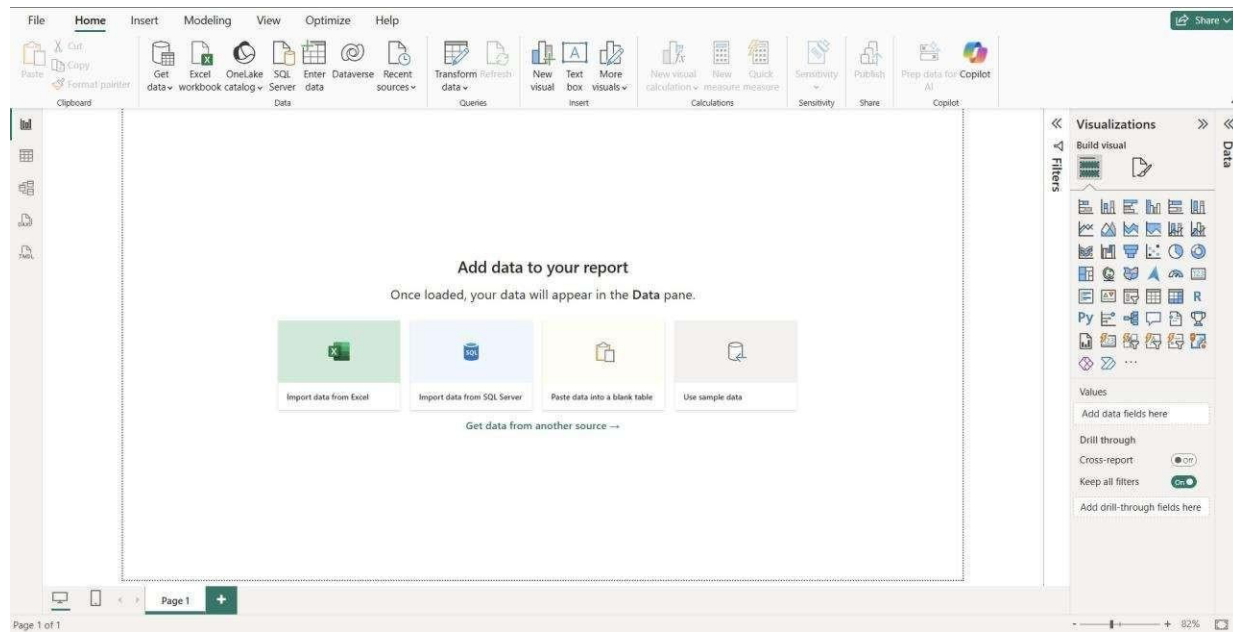 File Home Insert Modeling View Optimize Help
Share
Paste
Cut
Copy
Format painter
Clipboard
Get data
Excel workbook
OneLake catalog
SQL Server
Enter data
Dataverse
Recent sources
Data
Transform data
Refresh
Queries
New visual
Text box
More visuals
Insert
New visual calculation
New measure
Quick measure
Calculations
Sensitivity
Sensitivity
Publish
Share
Prep data for AI
Copilot
Copilot
Add data to your report
Once loaded, your data will appear in the Data pane.
X
SQL
Import data from Excel
Import data from SQL Server
Paste data into a blank table
Use sample data
Get data from another source →
Filters
Visualizations
Build visual
R
Py
Values
Add data fields here
Drill through
Cross-report
Off
Keep all filters
On
Add drill-through fields here
Data
Page 1
Page 1 of 1
- + 82%